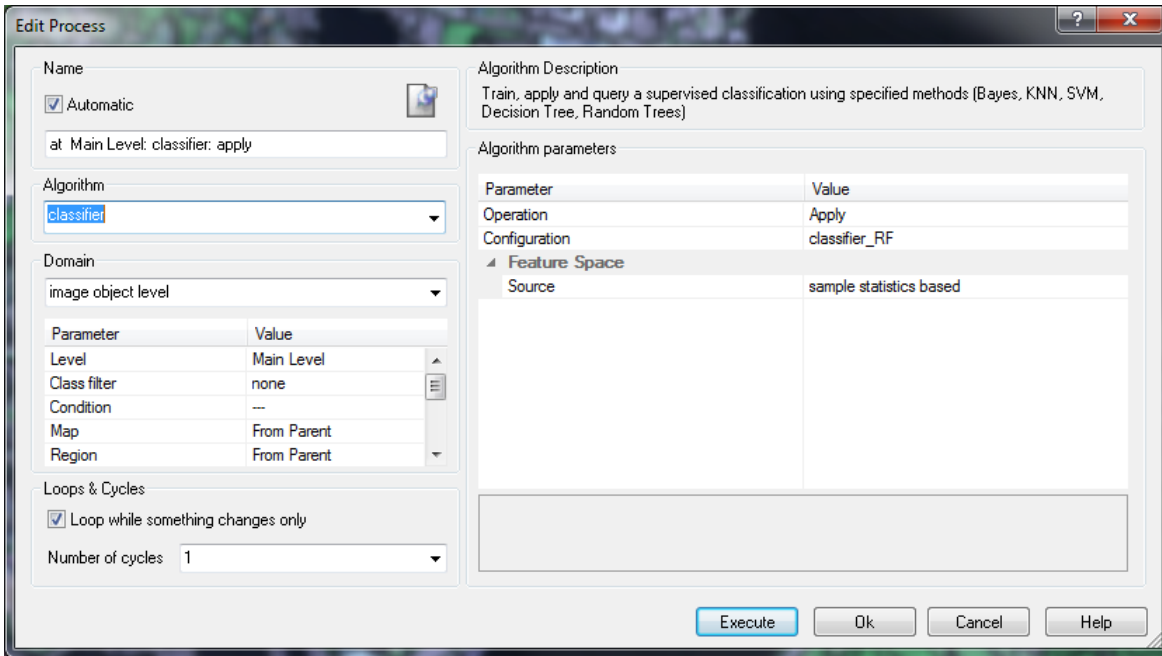 Edit Process
?
X
Name
Automatic
at Main Level: classifier: apply
Algorithm
classifier
Domain
image object level
Parameter Value
Level Main Level
Class filter none
Condition ---
Map From Parent
Region From Parent
Loops & Cycles
Loop while something changes only
Number of cycles 1
Algorithm Description
Train, apply and query a supervised classification using specified methods (Bayes, KNN, SVM,
Decision Tree, Random Trees)
Algorithm parameters
Parameter Value
Operation Apply
Configuration classifier_RF
Feature Space
Source sample statistics based
Execute Ok Cancel Help